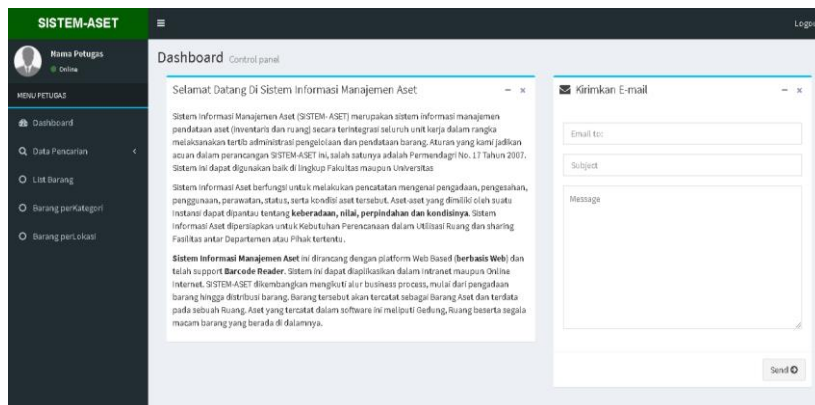 SISTEM-ASET
Logou
Nama Petugas
Online
MENU PETUGAS
Dashboard
Data Pencarian
List Barang
Barang perKategori
Barang perLokasi
Dashboard Control panel
Selamat Datang Di Sistem Informasi Manajemen Aset
Sistem Informasi Manajemen Aset (SISTEM- ASET) merupakan sistem informasi manajemen
pendataan aset (inventaris dan ruang) secara terintegrasi seluruh unit kerja dalam rangka
melaksanakan tertib administrasi pengelolaan dan pendataan barang. Aturan yang kami jadikan
acuan dalam perancangan SISTEM-ASET ini, salah satunya adalah Permendagri No. 17 Tahun 2007.
Sistem ini dapat digunakan baik di lingkup Fakultas maupun Universitas
Sistem Informasi Aset berfungsi untuk melakukan pencatatan mengenai pengadaan, pengesahan,
penggunaan, perawatan, status, serta kondisi aset tersebut. Aset-aset yang dimiliki oleh suatu
Instansi dapat dipantau tentang keberadaan, nilai, perpindahan dan kondisinya. Sistem
Informasi Aset dipersiapkan untuk Kebutuhan Perencanaan dalam Utilisasi Ruang dan sharing
Fasilitas antar Departemen atau Pihak tertentu.
Sistem Informasi Manajemen Aset ini dirancang dengan platform Web Based (berbasis Web) dan
telah support Barcode Reader. Sistem ini dapat diaplikasikan dalam Intranet maupun Online
Internet. SISTEM-ASET dikembangkan mengikuti alur business process, mulai dari pengadaan
barang hingga distribusi barang. Barang tersebut akan tercatat sebagai Barang Aset dan terdata
pada sebuah Ruang. Aset yang tercatat dalam software ini meliputi Gedung, Ruang beserta segala
macam barang yang berada di dalamnya.
Kirimkan E-mail
Email to:
Subject
Message
Send